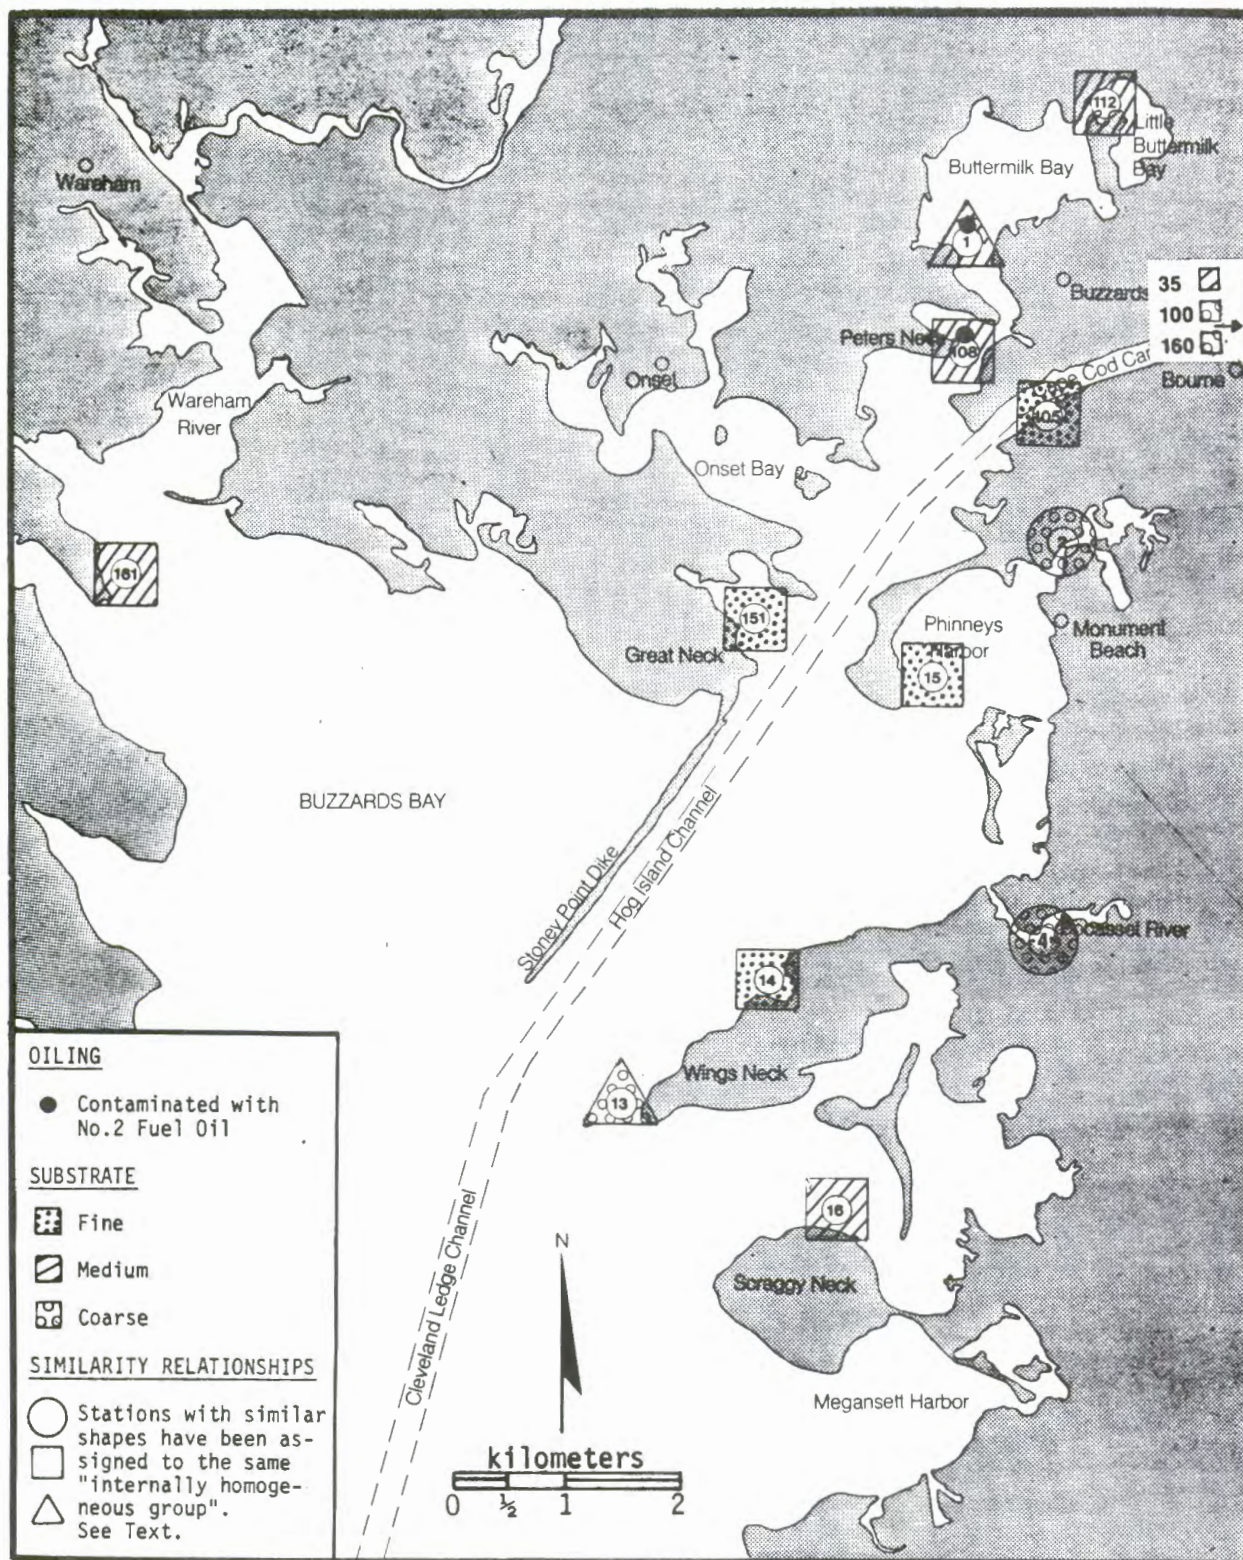 112
Little
Buttermilk
Bay
Buttermilk Bay
Wareham
1
Buzzards
35
100
160
Peters Neck
108
Onset
Bourne
Wareham
River
105
Onset Bay
2
161
151
Phinneys
Harbor
Monument
Beach
Great Neck
15
BUZZARDS BAY
Hog Island Channel
Stoney Point Dike
4
Pocasset River
14
Wings Neck
13
16
Cleveland Ledge Channel
N
Scraggy Neck
Megansett Harbor
kilometers
0 ½ 1 2
OILING
Contaminated with
No.2 Fuel Oil
SUBSTRATE
Fine
Medium
Coarse
SIMILARITY RELATIONSHIPS
Stations with similar
shapes have been as-
signed to the same
"internally homoge-
neous group".
See Text.